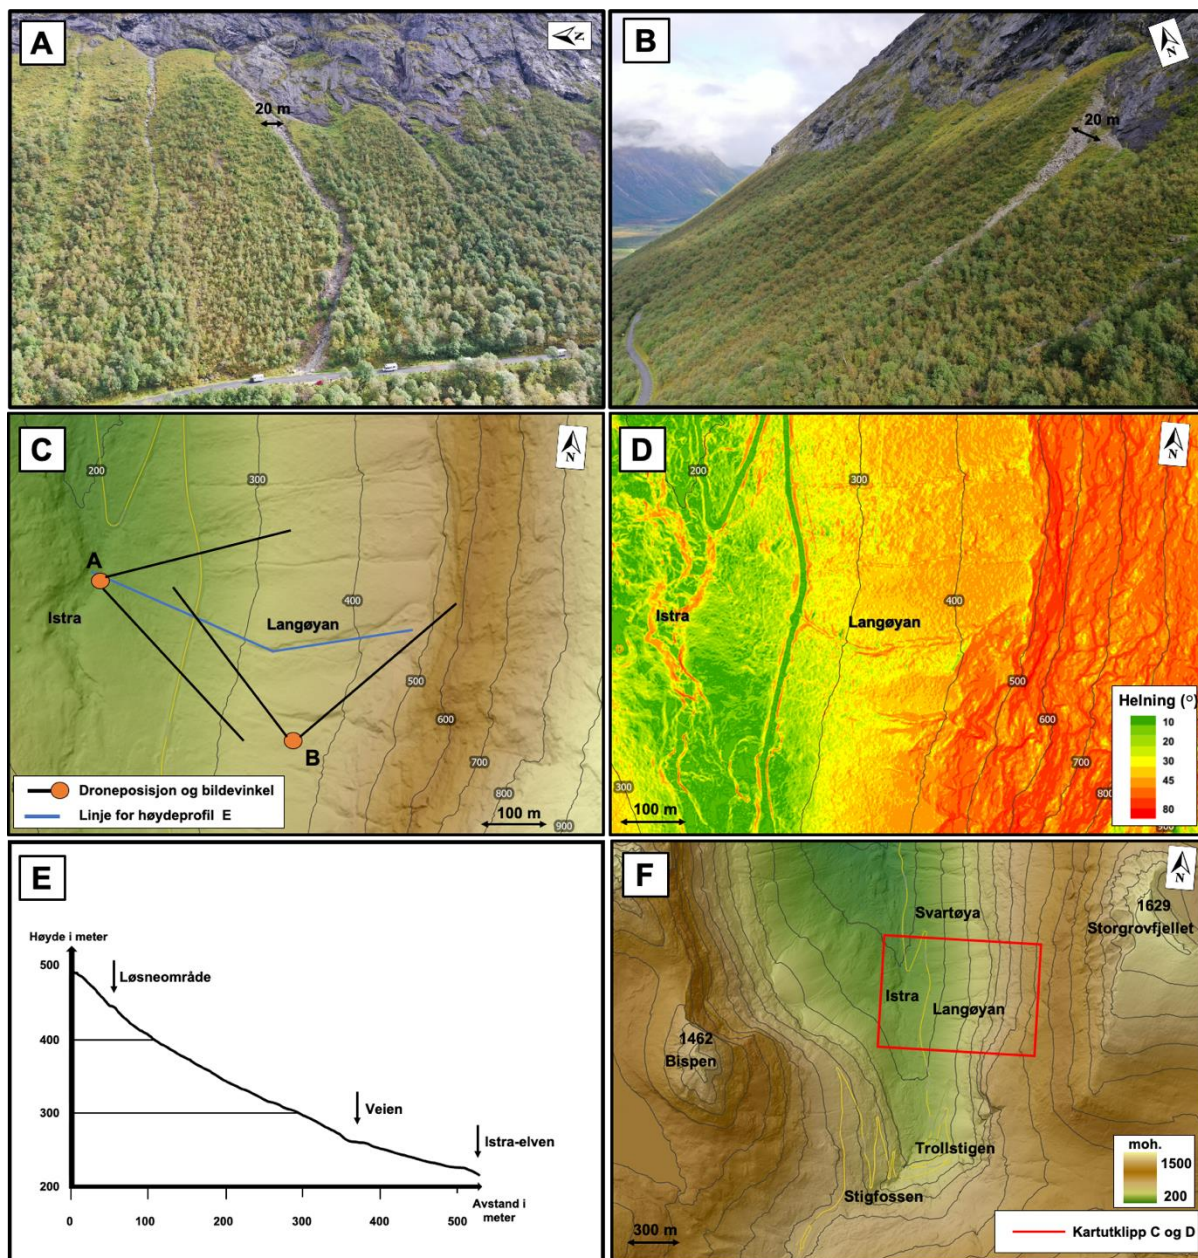 A
N
20 m
B
N
20 m
C
N
200
300
A
Istra
Langøyan
400
500
600
B
700
800
900
Droneposisjon og bildevinkel
Linje for høydeprofil E
100 m
D
N
200
300
Istra
400
Langøyan
500
600
700
300
800
100 m
Helning (°)
10
20
30
45
60
80
E
Høyde i meter
500
Løsneområde
400
300
Veien
Istra-elven
200
0
100
200
300
400
500
Avstand i
meter
F
N
1629
Storgrovfjellet
Svartøya
Istra
Langøyan
1462
Bispen
Trollstigen
Stigfossen
moh.
1500
200
300 m
Kartutklipp C og D